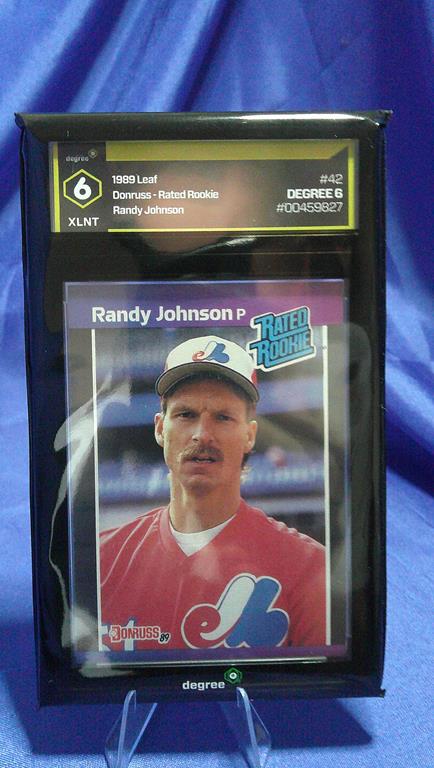 degree
6
XLNT
1989 Leaf
Donruss - Rated Rookie
Randy Johnson
#42
DEGREE 6
#00459827
Randy Johnson P
RATED
ROOKIE
DONRUSS 89
degree